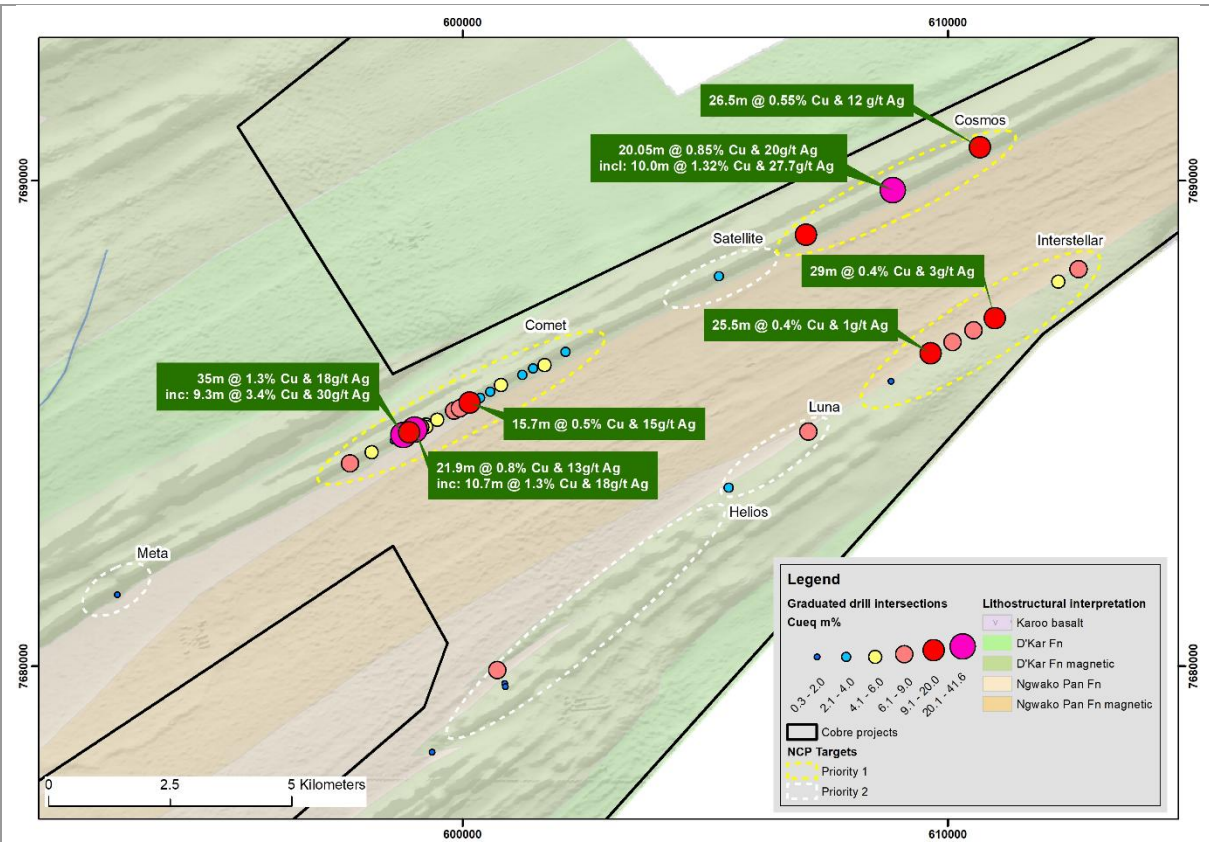 600000
610000
26.5m @ 0.55% Cu & 12 g/t Ag
Cosmos
20.05m @ 0.85% Cu & 20g/t Ag
incl: 10.0m @ 1.32% Cu & 27.7g/t Ag
7690000
7690000
Satellite
Interstellar
29m @ 0.4% Cu & 3g/t Ag
25.5m @ 0.4% Cu & 1g/t Ag
Comet
35m @ 1.3% Cu & 18g/t Ag
inc: 9.3m @ 3.4% Cu & 30g/t Ag
15.7m @ 0.5% Cu & 15g/t Ag
Luna
21.9m @ 0.8% Cu & 13g/t Ag
inc: 10.7m @ 1.3% Cu & 18g/t Ag
Helios
Meta
7680000
7680000
Legend
Graduated drill intersections
Cueq m%
0.3 - 2.0
2.1 - 4.0
4.1 - 6.0
6.1 - 9.0
9.1 - 20.0
20.1 - 41.6
Cobre projects
NCP Targets
Priority 1
Priority 2
Lithostructural interpretation
v Karoo basalt
D'Kar Fn
D'Kar Fn magnetic
Ngwako Pan Fn
Ngwako Pan Fn magnetic
0 2.5 5 Kilometers
600000
610000